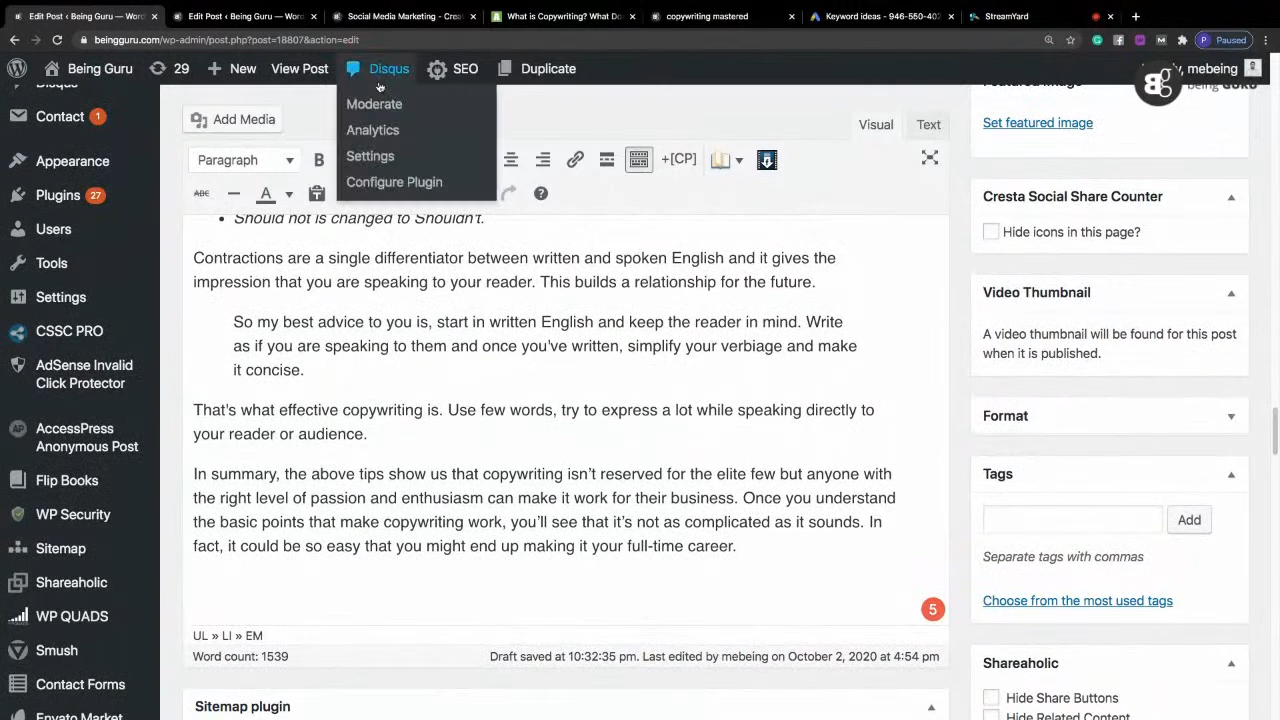 Edit Post ‹ Being Guru — Word
Edit Post ‹ Being Guru — Word
Social Media Marketing - Crea
What is Copywriting? What Do
copywriting mastered
Keyword ideas - 946-550-402
StreamYard
beingguru.com/wp-admin/post.php?post=18807&action=edit
P Paused
Being Guru
29
New
View Post
Disqus
SEO
Duplicate
mebeing
Moderate
Analytics
Settings
Configure Plugin
Disqus
Contact 1
Appearance
Plugins 27
Users
Tools
Settings
CSSC PRO
AdSense Invalid
Click Protector
AccessPress
Anonymous Post
Flip Books
WP Security
Sitemap
Shareaholic
WP QUADS
Smush
Contact Forms
Envato Market
Add Media
Visual
Text
Paragraph
B
+[CP]
ABC
A
Should not is changed to Shouldn't.
Contractions are a single differentiator between written and spoken English and it gives the
impression that you are speaking to your reader. This builds a relationship for the future.
So my best advice to you is, start in written English and keep the reader in mind. Write
as if you are speaking to them and once you've written, simplify your verbiage and make
it concise.
That's what effective copywriting is. Use few words, try to express a lot while speaking directly to
your reader or audience.
In summary, the above tips show us that copywriting isn’t reserved for the elite few but anyone with
the right level of passion and enthusiasm can make it work for their business. Once you understand
the basic points that make copywriting work, you’ll see that it’s not as complicated as it sounds. In
fact, it could be so easy that you might end up making it your full-time career.
5
UL » LI » EM
Word count: 1539
Draft saved at 10:32:35 pm. Last edited by mebeing on October 2, 2020 at 4:54 pm
Sitemap plugin
Featured Image
being GURU
Set featured image
Cresta Social Share Counter
Hide icons in this page?
Video Thumbnail
A video thumbnail will be found for this post
when it is published.
Format
Tags
Add
Separate tags with commas
Choose from the most used tags
Shareaholic
Hide Share Buttons
Hide Related Content